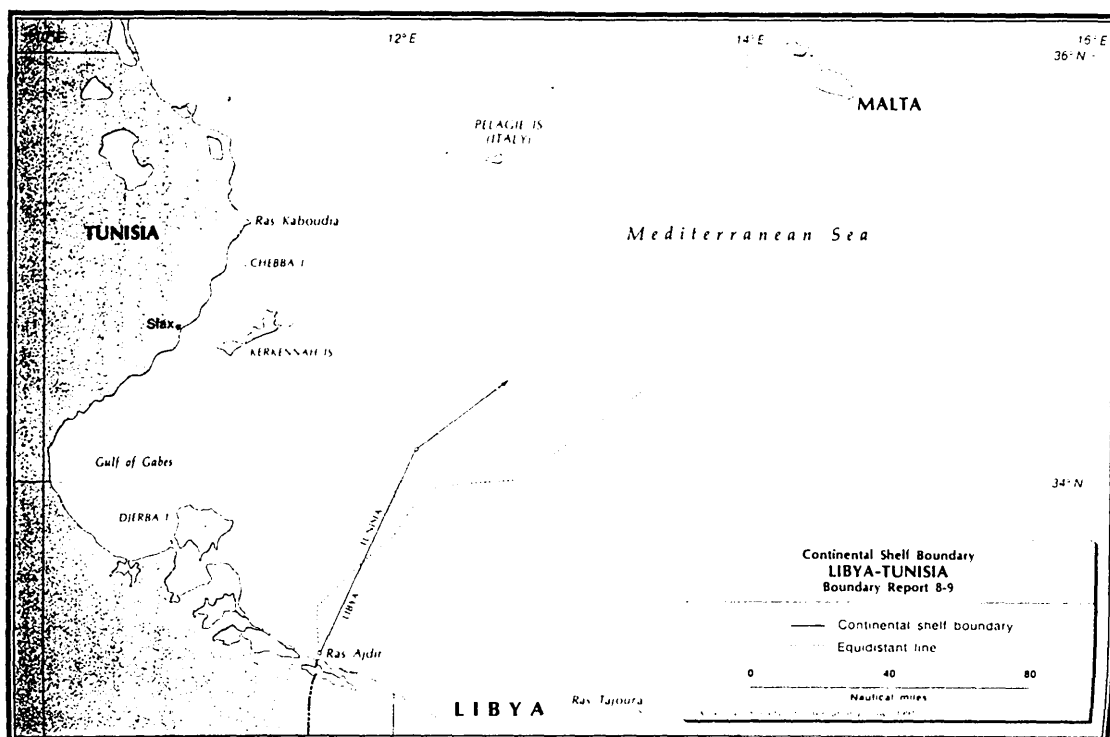 12° E
14° E
16° E
36° N
MALTA
PELAGIE IS
(ITALY)
Ras Kaboudia
TUNISIA
Mediterranean Sea
CHEBBA I
Sfax
KERKENNAH IS
Gulf of Gabes
34° N
DJERBA I
TUNISIA
LIBYA
Continental Shelf Boundary
LIBYA-TUNISIA
Boundary Report 8-9
Continental shelf boundary
Equidistant line
0 40 80
Nautical miles
Ras Ajdir
LIBYA
Ras Tajoura